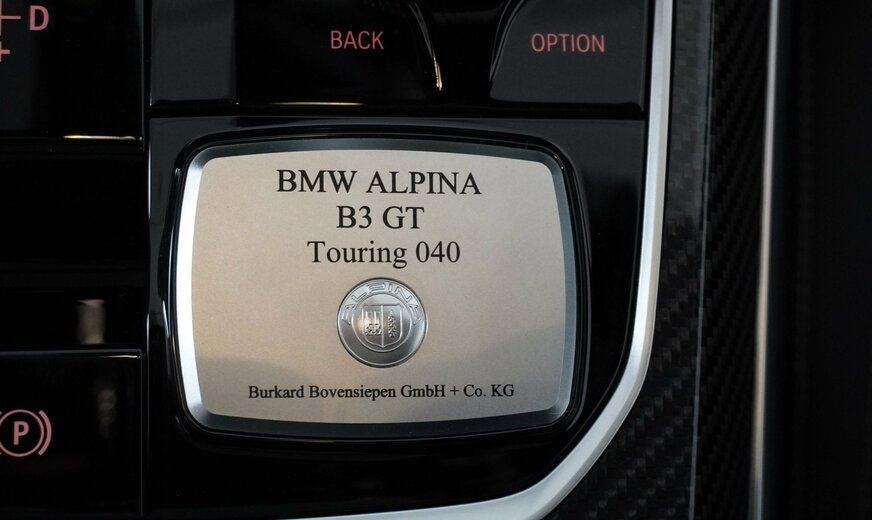 D
BACK
OPTION
BMW ALPINA
B3 GT
Touring 040
ALPINA
Burkard Bovensiepen GmbH + Co. KG
P